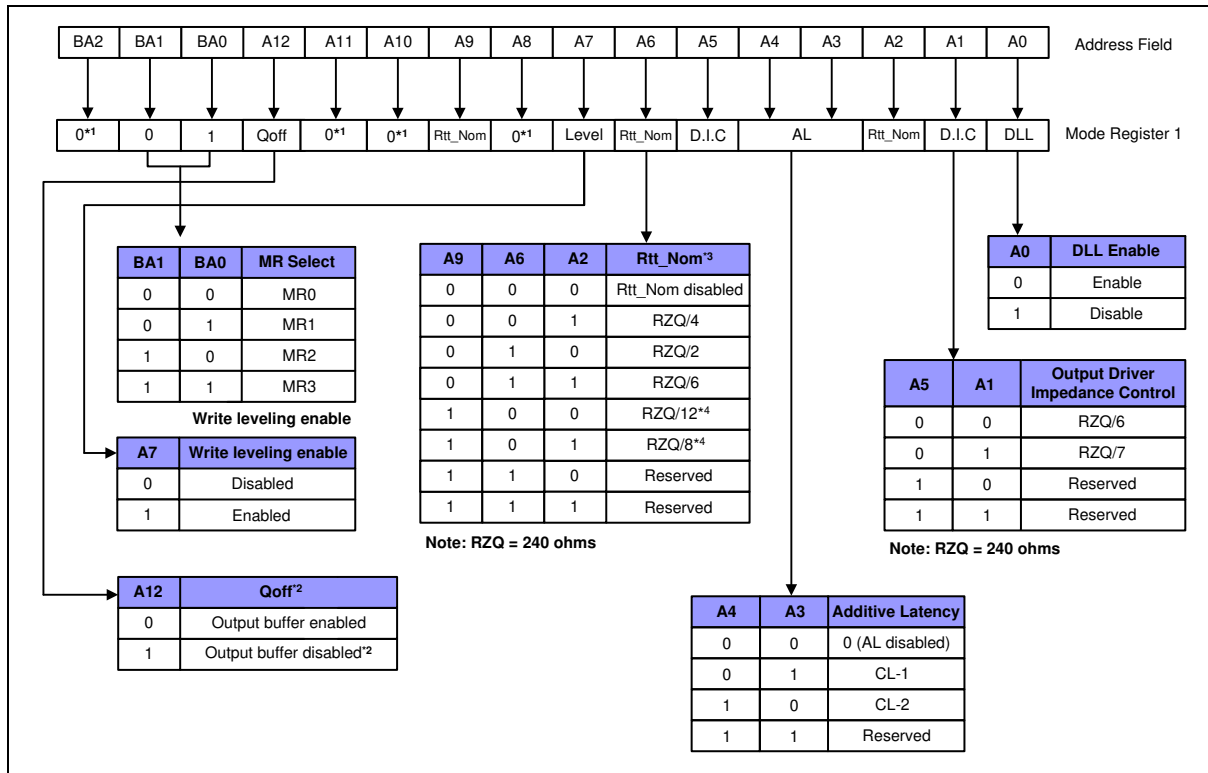 BA2 BA1 BA0 A12 A11 A10 A9 A8 A7 A6 A5 A4 A3 A2 A1 A0 Address Field
0*1 0 1 Qoff 0*1 0*1 Rtt_Nom 0*1 Level Rtt_Nom D.I.C AL Rtt_Nom D.I.C DLL Mode Register 1
BA1 BA0 MR Select
0 0 MR0
0 1 MR1
1 0 MR2
1 1 MR3
Write leveling enable
A7 Write leveling enable
0 Disabled
1 Enabled
A12 Qoff*2
0 Output buffer enabled
1 Output buffer disabled*2
A9 A6 A2 Rtt_Nom*3
0 0 0 Rtt_Nom disabled
0 0 1 RZQ/4
0 1 0 RZQ/2
0 1 1 RZQ/6
1 0 0 RZQ/12*4
1 0 1 RZQ/8*4
1 1 0 Reserved
1 1 1 Reserved
Note: RZQ = 240 ohms
A0 DLL Enable
0 Enable
1 Disable
A5 A1 Output Driver
Impedance Control
0 0 RZQ/6
0 1 RZQ/7
1 0 Reserved
1 1 Reserved
Note: RZQ = 240 ohms
A4 A3 Additive Latency
0 0 0 (AL disabled)
0 1 CL-1
1 0 CL-2
1 1 Reserved